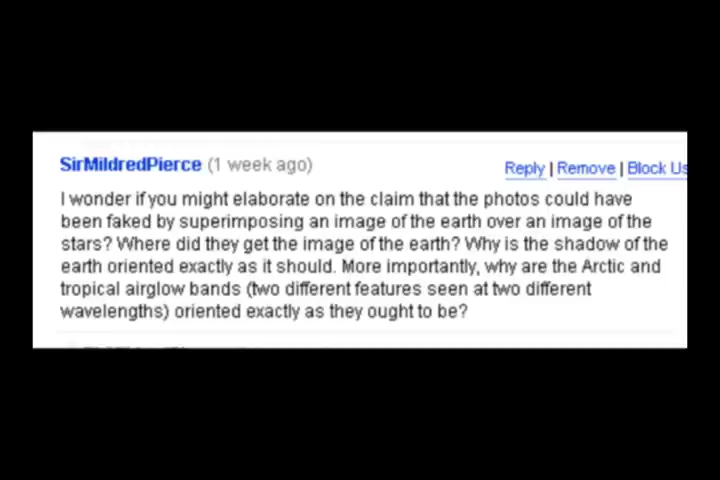 SirMildredPierce (1 week ago)
Reply | Remove | Block Us
I wonder if you might elaborate on the claim that the photos could have
been faked by superimposing an image of the earth over an image of the
stars? Where did they get the image of the earth? Why is the shadow of the
earth oriented exactly as it should. More importantly, why are the Arctic and
tropical airglow bands (two different features seen at two different
wavelengths) oriented exactly as they ought to be?